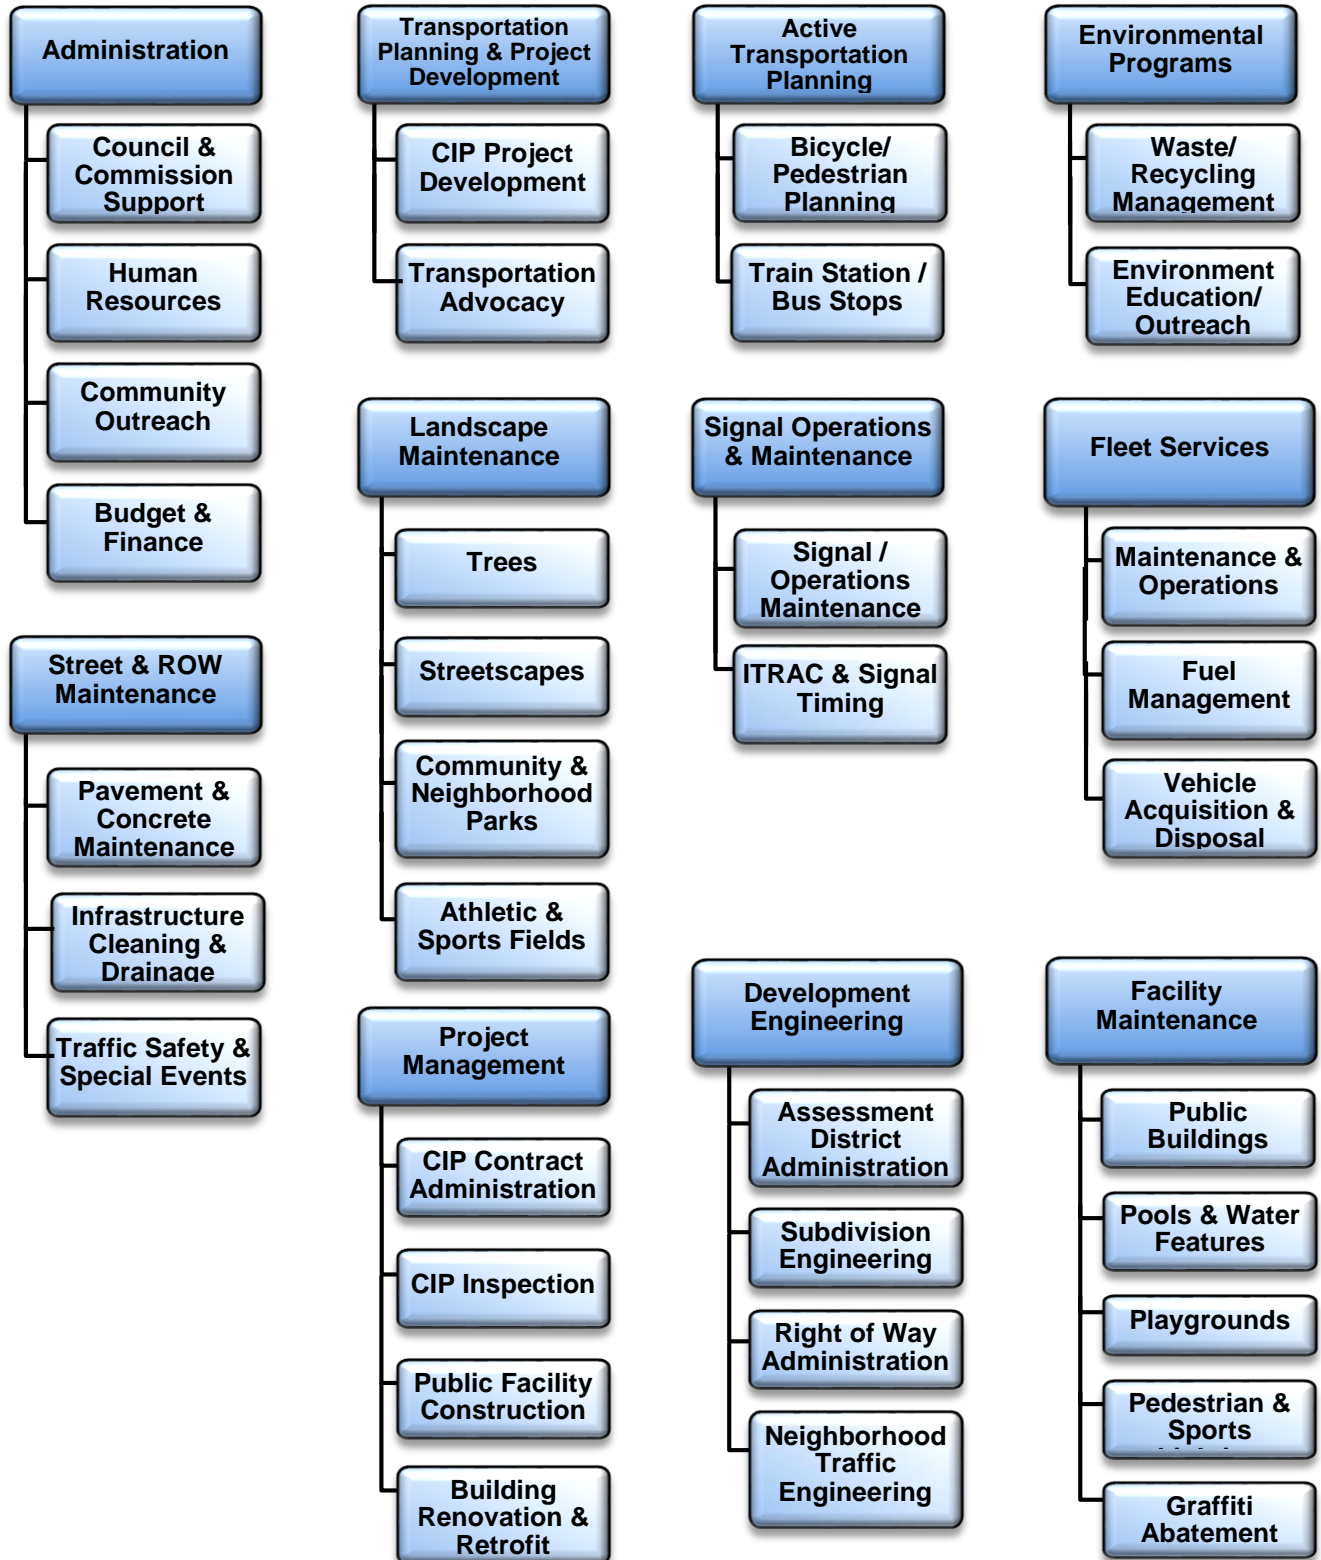 Administration
Council &
Commission
Support
Human
Resources
Community
Outreach
Budget &
Finance
Street & ROW
Maintenance
Pavement &
Concrete
Maintenance
Infrastructure
Cleaning &
Drainage
Traffic Safety &
Special Events
Transportation
Planning & Project
Development
CIP Project
Development
Transportation
Advocacy
Landscape
Maintenance
Trees
Streetscapes
Community &
Neighborhood
Parks
Athletic &
Sports Fields
Project
Management
CIP Contract
Administration
CIP Inspection
Public Facility
Construction
Building
Renovation &
Retrofit
Active
Transportation
Planning
Bicycle/
Pedestrian
Planning
Train Station /
Bus Stops
Signal Operations
& Maintenance
Signal /
Operations
Maintenance
ITRAC & Signal
Timing
Development
Engineering
Assessment
District
Administration
Subdivision
Engineering
Right of Way
Administration
Neighborhood
Traffic
Engineering
Environmental
Programs
Waste/
Recycling
Management
Environment
Education/
Outreach
Fleet Services
Maintenance &
Operations
Fuel
Management
Vehicle
Acquisition &
Disposal
Facility
Maintenance
Public
Buildings
Pools & Water
Features
Playgrounds
Pedestrian &
Sports
Graffiti
Abatement